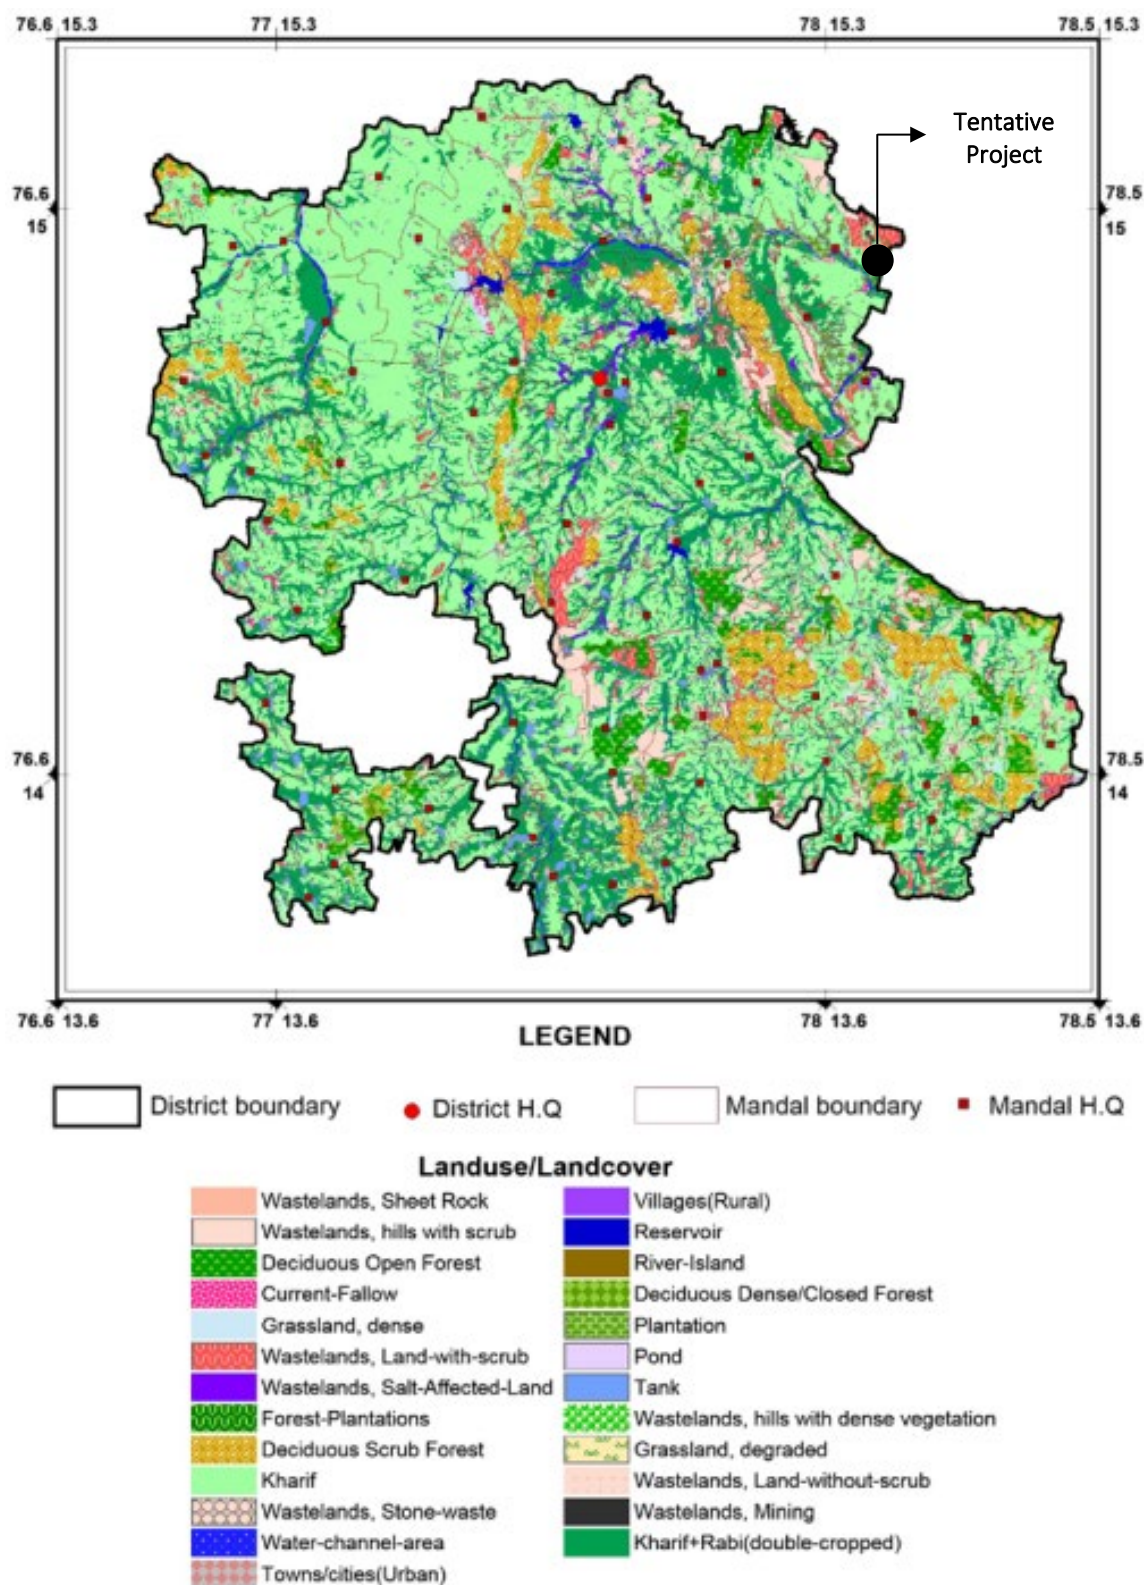 76.6 15.3
77 15.3
78 15.3
78.5 15.3
Tentative
Project
76.6
15
78.5
15
76.6
14
78.5
14
76.6 13.6
77 13.6
78 13.6
78.5 13.6
LEGEND
District boundary
District H.Q
Mandal boundary
Mandal H.Q
Landuse/Landcover
Wastelands, Sheet Rock
Wastelands, hills with scrub
Deciduous Open Forest
Current-Fallow
Grassland, dense
Wastelands, Land-with-scrub
Wastelands, Salt-Affected-Land
Forest-Plantations
Deciduous Scrub Forest
Kharif
Wastelands, Stone-waste
Water-channel-area
Towns/cities(Urban)
Villages(Rural)
Reservoir
River-Island
Deciduous Dense/Closed Forest
Plantation
Pond
Tank
Wastelands, hills with dense vegetation
Grassland, degraded
Wastelands, Land-without-scrub
Wastelands, Mining
Kharif+Rabi(double-cropped)